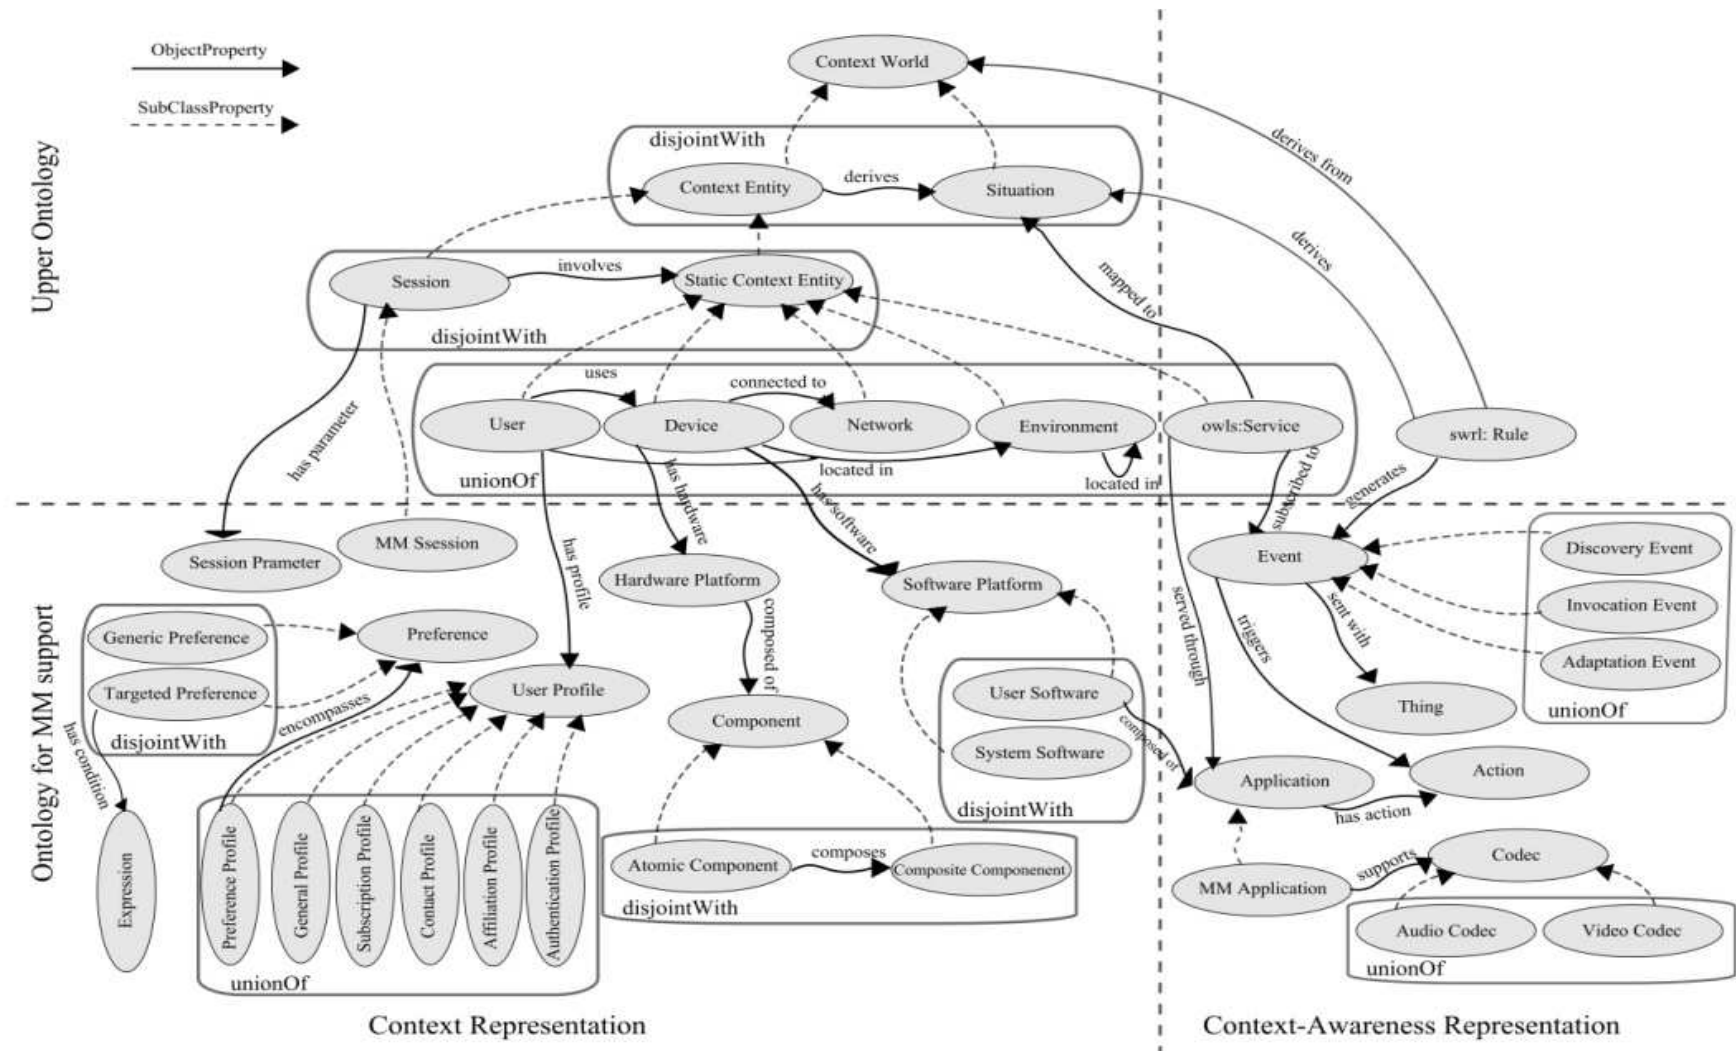 ObjectProperty
SubClassProperty
Context World
disjointWith
Context Entity
derives
Situation
derives from
derives
Upper Ontology
Session
involves
Static Context Entity
mapped to
disjointWith
uses
connected to
User
Device
Network
Environment
owls:Service
swrl: Rule
has parameter
unionOf
located in
located in
has hardware
has software
subscribed to
generates
Session Prameter
MM Ssession
has profile
Hardware Platform
Software Platform
Event
Discovery Event
Invocation Event
Adaptation Event
unionOf
Ontology for MM support
Generic Preference
Targeted Preference
disjointWith
Preference
User Profile
encompasses
has condition
composed of
Component
User Software
System Software
disjointWith
composed of
served through
triggers
sent with
Thing
Application
Action
has action
Expression
Preference Profile
General Profile
Subscription Profile
Contact Profile
Affiliation Profile
Authentication Profile
unionOf
Atomic Component
composes
Composite Componenent
disjointWith
MM Application
supports
Codec
Audio Codec
Video Codec
unionOf
Context Representation
Context-Awareness Representation